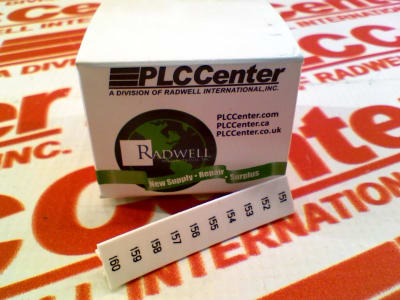 PLCCenter
A DIVISION OF RADWELL INTERNATIONAL, INC.
PLCCenter.com
PLCCenter.ca
PLCCenter.co.uk
RADWELL
New Supply · Repair · Surplus
151
152
153
154
155
156
157
158
159
160